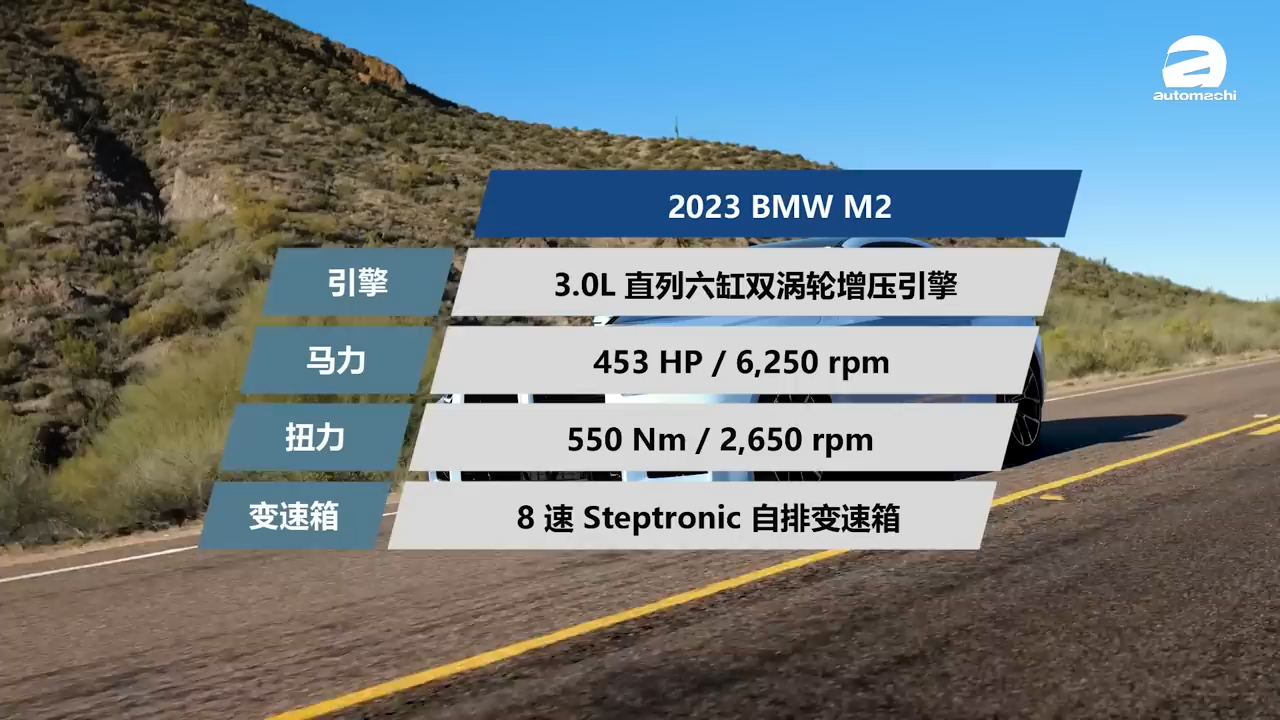 automachi
2023 BMW M2
引擎 3.0L 直列六缸双涡轮增压引擎
马力 453 HP / 6,250 rpm
扭力 550 Nm / 2,650 rpm
变速箱 8 速 Steptronic 自排变速箱